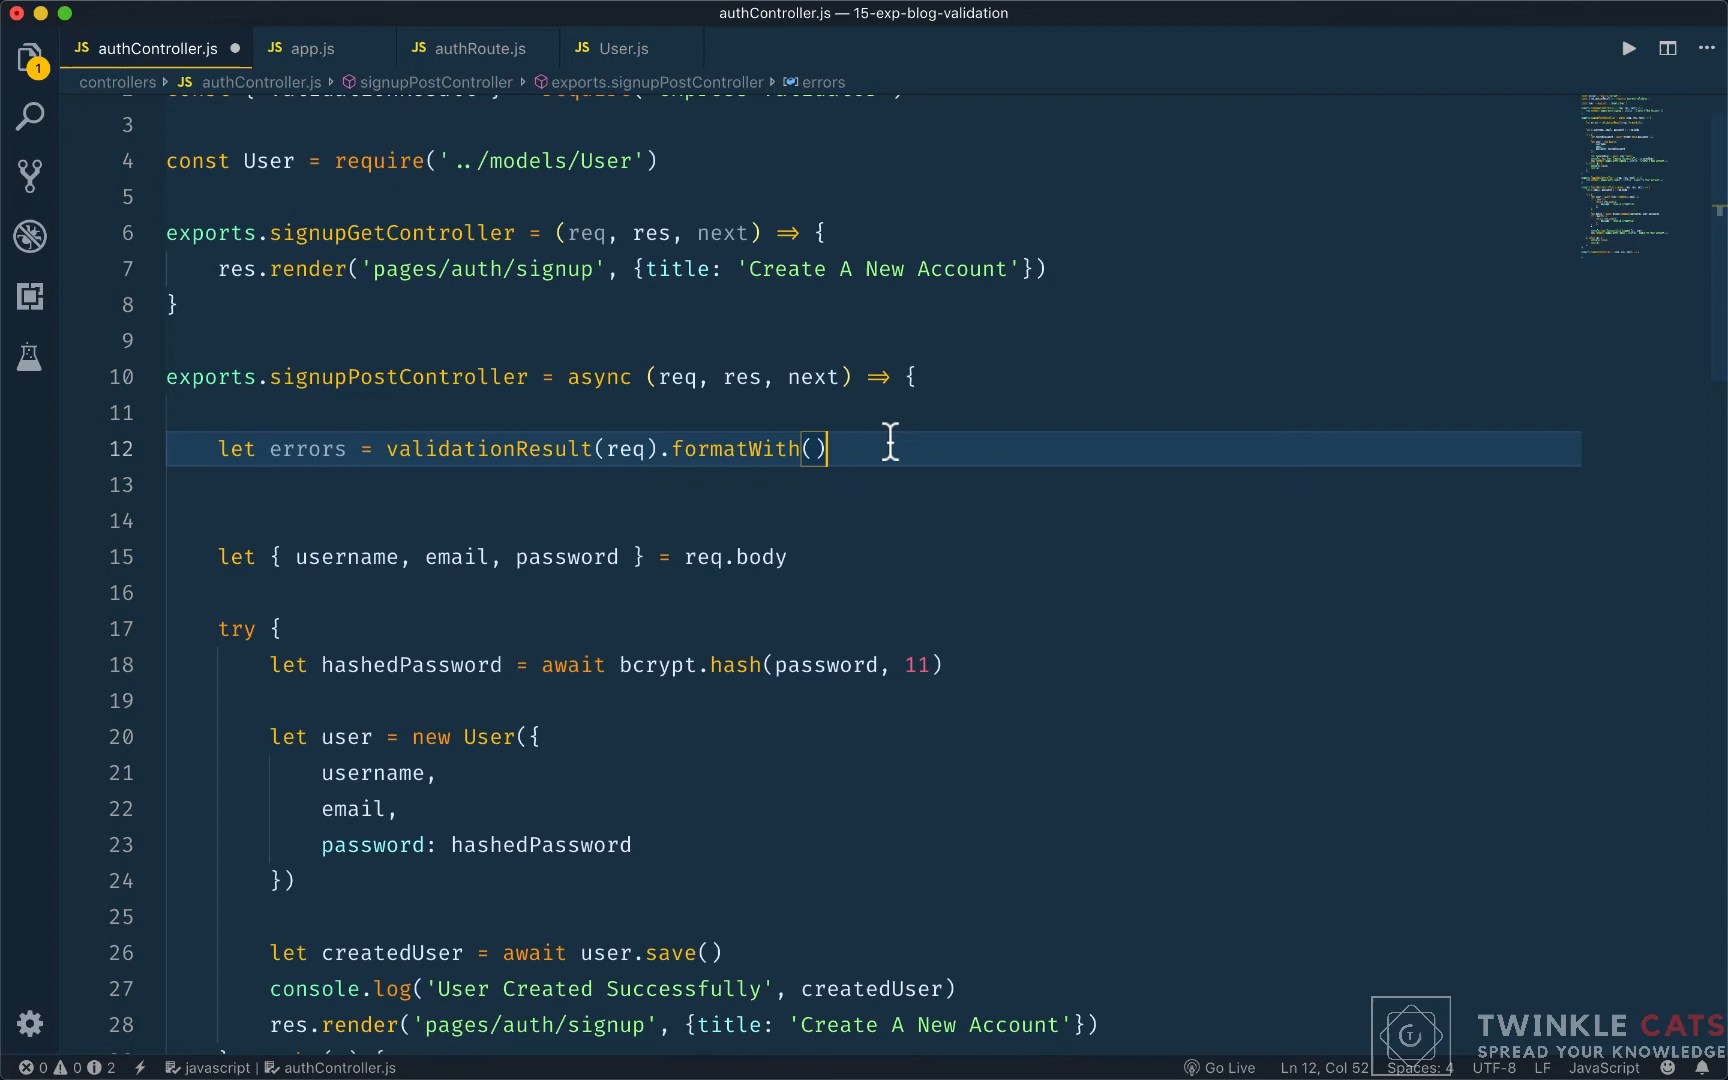 authController.js — 15-exp-blog-validation
JS authController.js JS app.js JS authRoute.js JS User.js
1
controllers › JS authController.js › signupPostController › exports.signupPostController › errors
3
4 const User = require('../models/User')
5
6 exports.signupGetController = (req, res, next) ⇒ {
7 res.render('pages/auth/signup', {title: 'Create A New Account'})
8 }
9
10 exports.signupPostController = async (req, res, next) ⇒ {
11
12 let errors = validationResult(req).formatWith()
13
14
15 let { username, email, password } = req.body
16
17 try {
18 let hashedPassword = await bcrypt.hash(password, 11)
19
20 let user = new User({
21 username,
22 email,
23 password: hashedPassword
24 })
25
26 let createdUser = await user.save()
27 console.log('User Created Successfully', createdUser)
28 res.render('pages/auth/signup', {title: 'Create A New Account'})
TWINKLE CATS
SPREAD YOUR KNOWLEDGE
0 0 2 javascript | authController.js Go Live Ln 12, Col 52 Spaces: 4 UTF-8 LF JavaScript